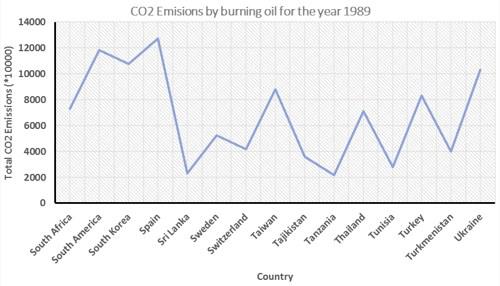 CO2 Emisions by burning oil for the year 1989
Total CO2 Emissions (*10000)
14000
12000
10000
8000
6000
4000
2000
0
South Africa
South America
South Korea
Spain
Sri Lanka
Sweden
Switzerland
Taiwan
Tajikistan
Tanzania
Thailand
Tunisia
Turkey
Turkmenistan
Ukraine
Country